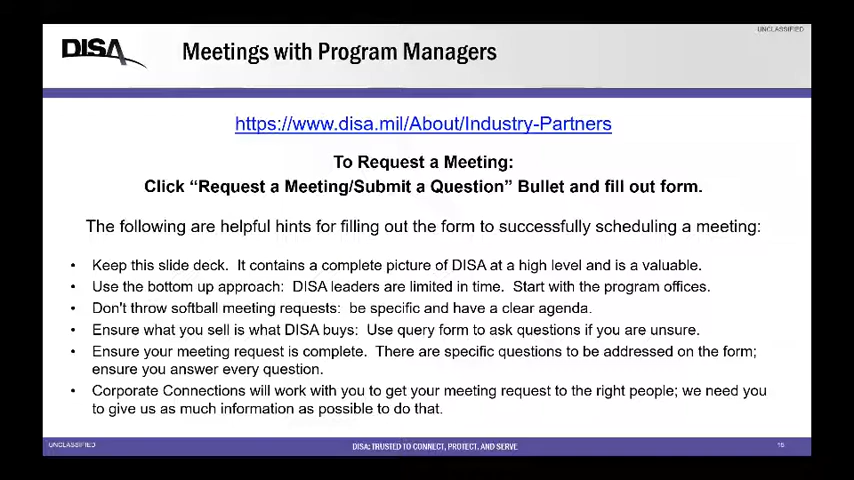 UNCLASSIFIED
DISA
Meetings with Program Managers
https://www.disa.mil/About/Industry-Partners
To Request a Meeting:
Click “Request a Meeting/Submit a Question” Bullet and fill out form.
The following are helpful hints for filling out the form to successfully scheduling a meeting:
• Keep this slide deck. It contains a complete picture of DISA at a high level and is a valuable.
• Use the bottom up approach: DISA leaders are limited in time. Start with the program offices.
• Don't throw softball meeting requests: be specific and have a clear agenda.
• Ensure what you sell is what DISA buys: Use query form to ask questions if you are unsure.
• Ensure your meeting request is complete. There are specific questions to be addressed on the form;
ensure you answer every question.
• Corporate Connections will work with you to get your meeting request to the right people; we need you
to give us as much information as possible to do that.
UNCLASSIFIED
DISA: TRUSTED TO CONNECT, PROTECT, AND SERVE